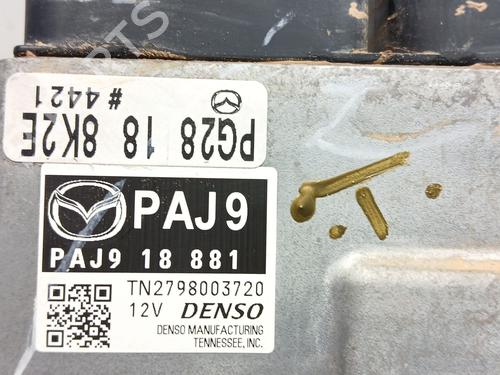 PG28 18 8K2E
# 4421
PAJ9
PAJ9 18 881
TN2798003720
12V DENSO
DENSO MANUFACTURING
TENNESSEE, INC.